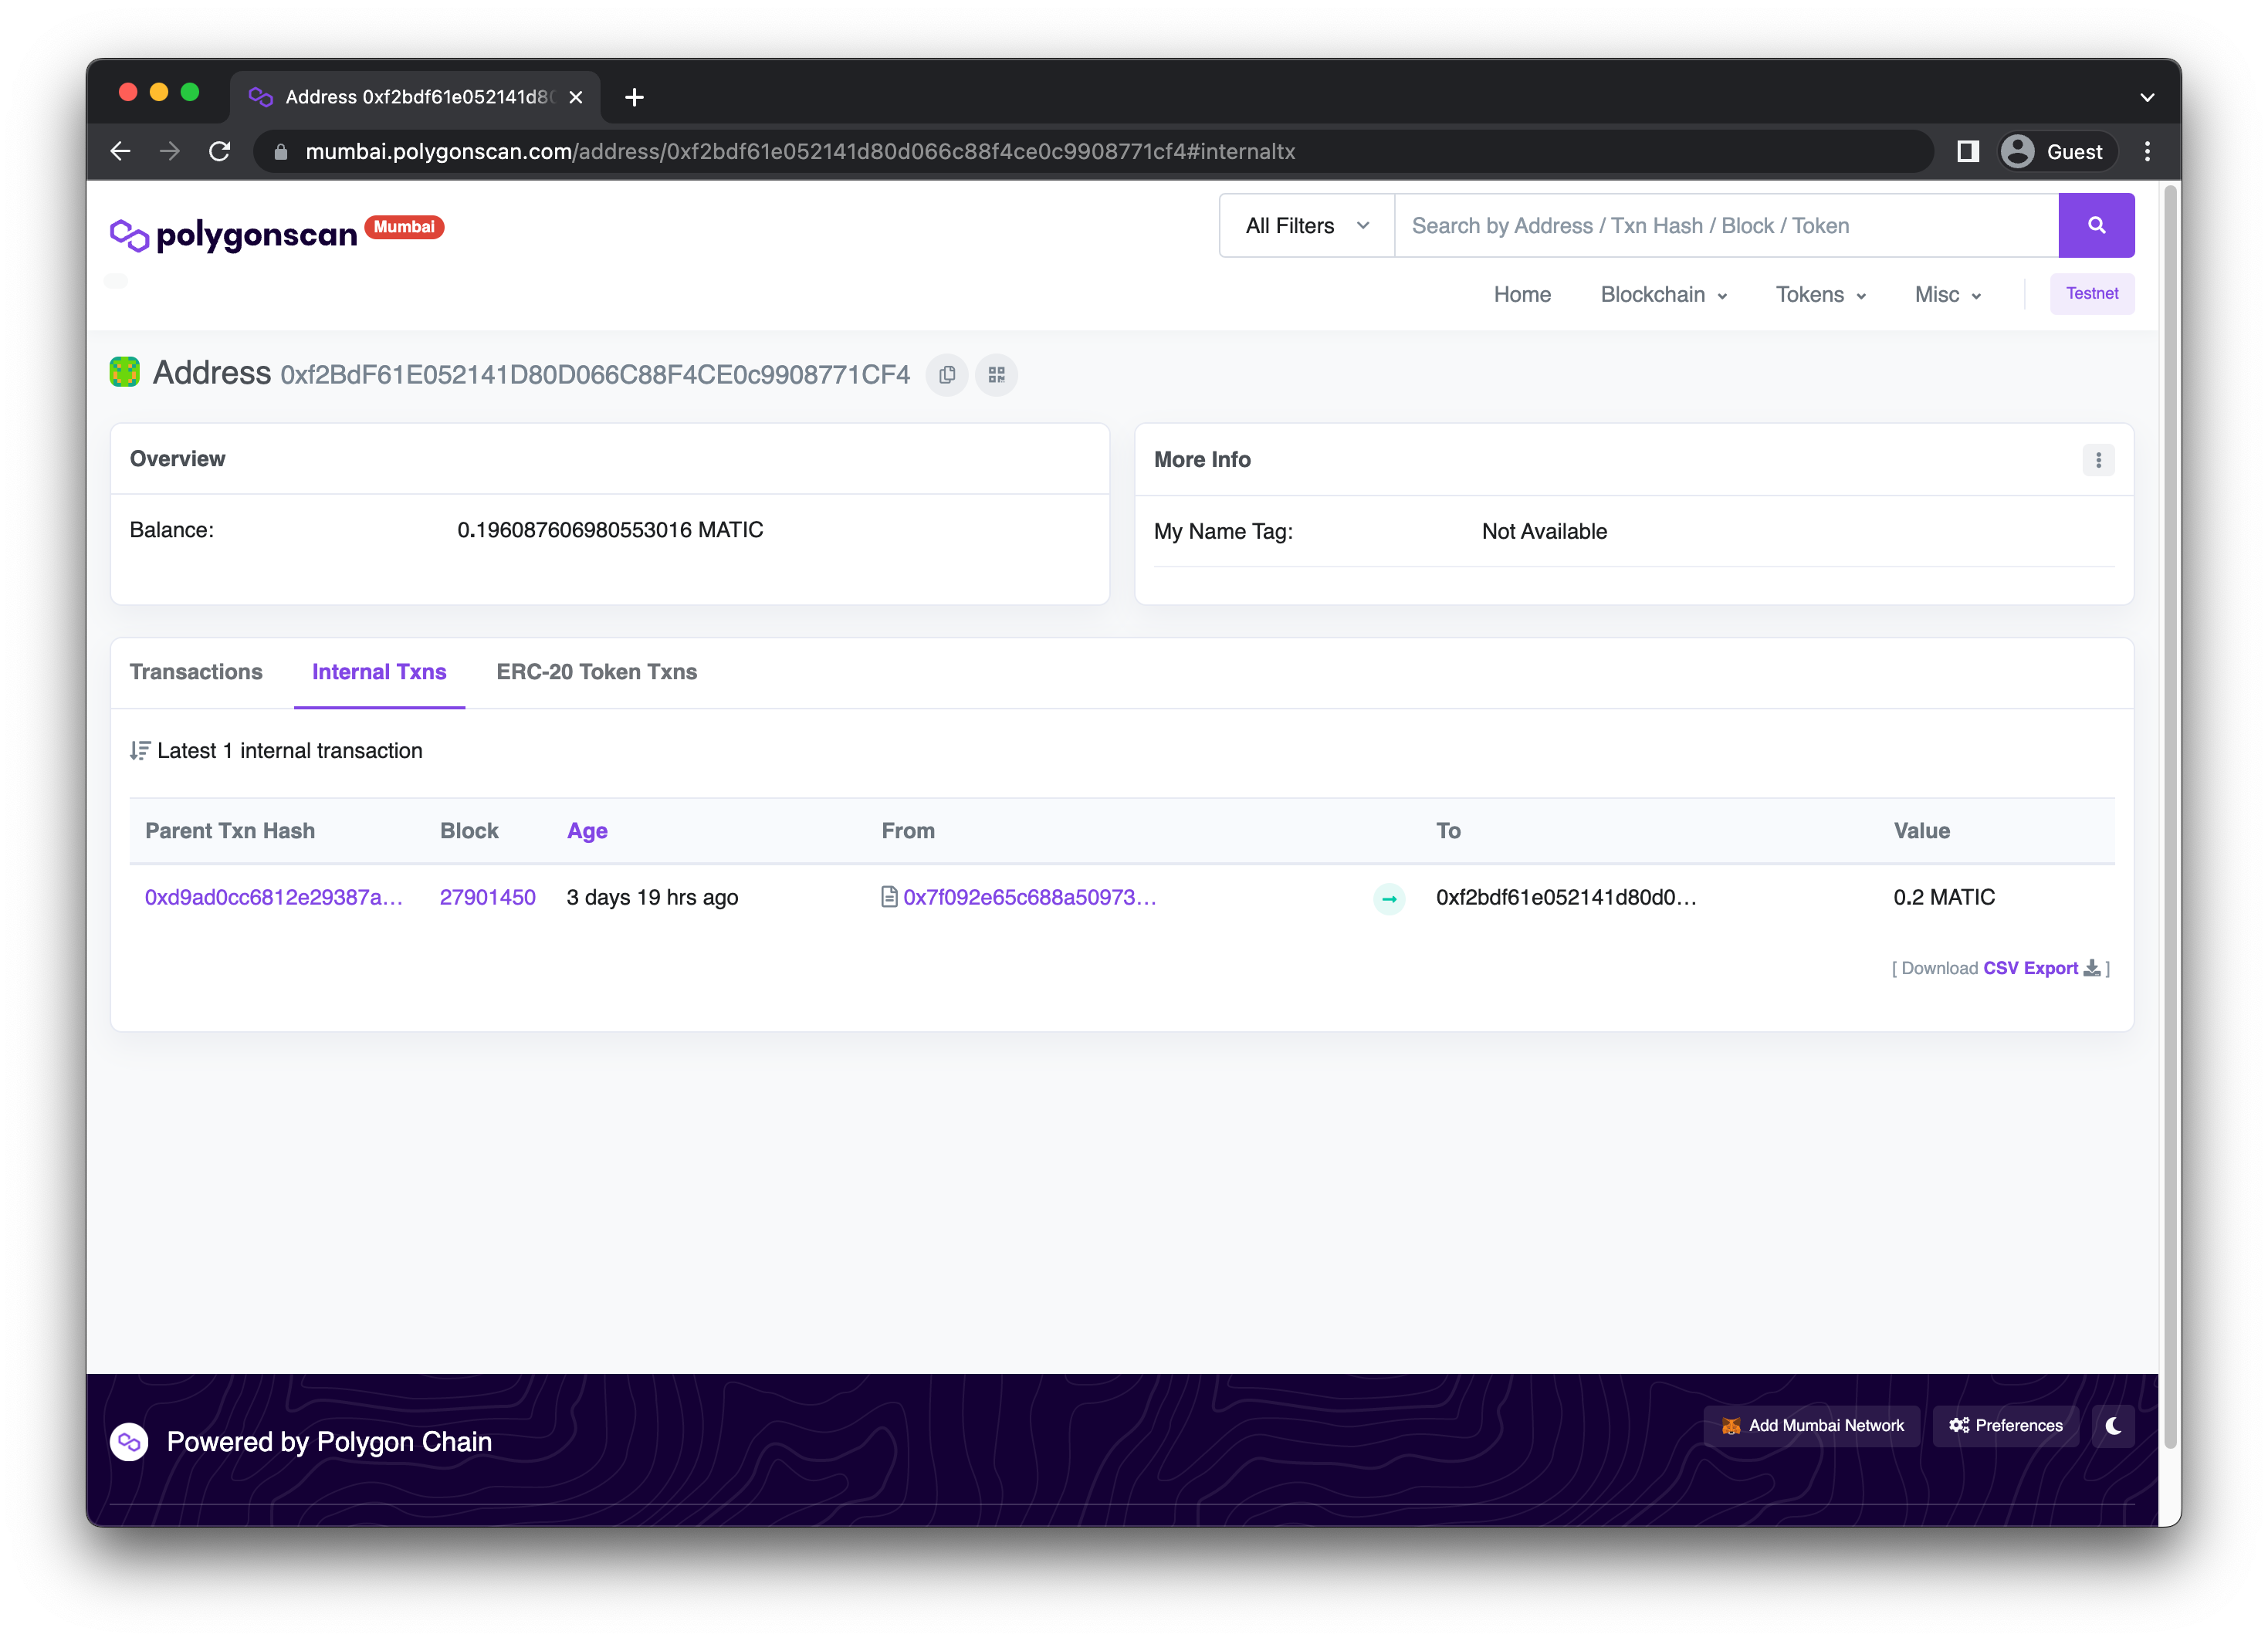 Address 0xf2bdf61e052141d80
mumbai.polygonscan.com/address/0xf2bdf61e052141d80d066c88f4ce0c9908771cf4#internaltx
Guest
polygonscan Mumbai
All Filters
Search by Address / Txn Hash / Block / Token
Home Blockchain Tokens Misc Testnet
Address 0xf2BdF61E052141D80D066C88F4CE0c9908771CF4
Overview
Balance: 0.196087606980553016 MATIC
More Info
My Name Tag: Not Available
Transactions Internal Txns ERC-20 Token Txns
Latest 1 internal transaction
Parent Txn Hash Block Age From To Value
0xd9ad0cc6812e29387a... 27901450 3 days 19 hrs ago 0x7f092e65c688a50973... 0xf2bdf61e052141d80d0... 0.2 MATIC
[ Download CSV Export ]
Powered by Polygon Chain
Add Mumbai Network Preferences